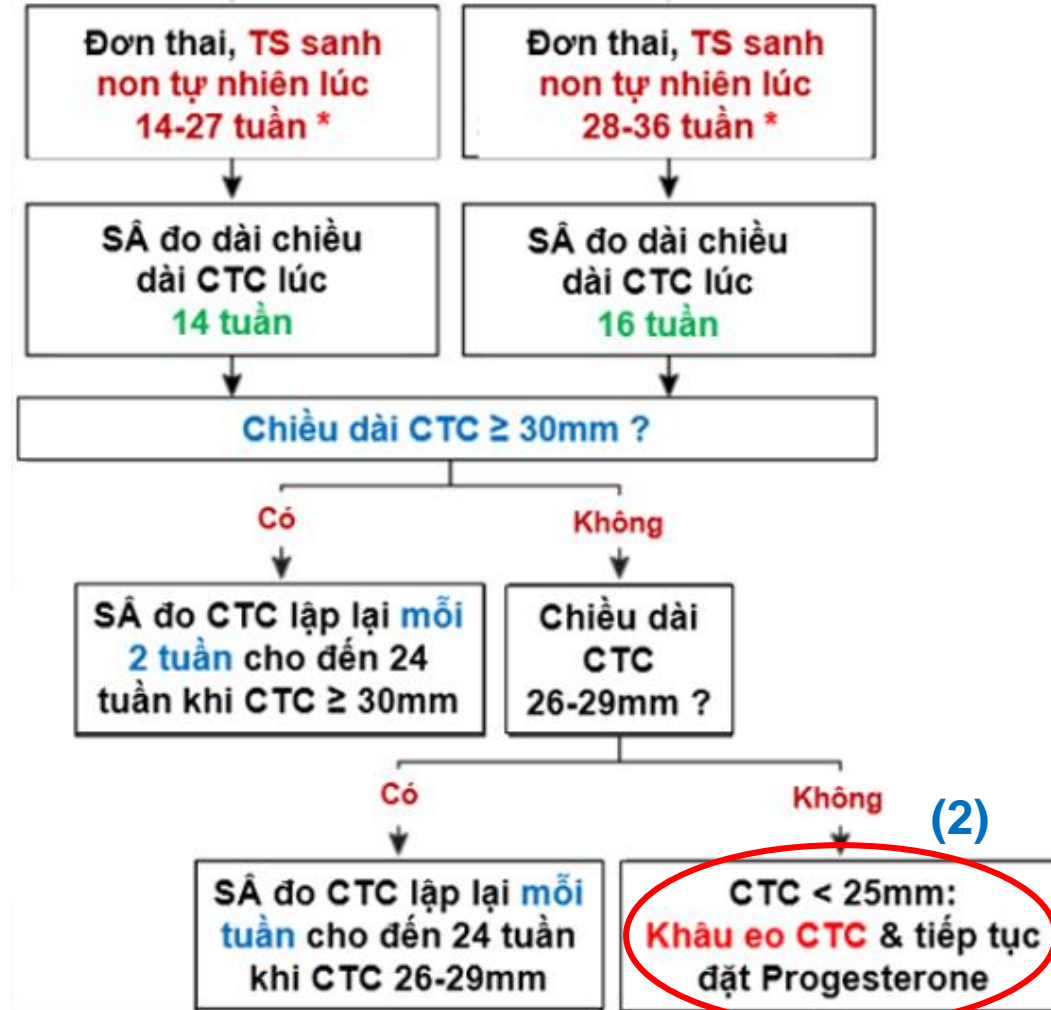 Đơn thai, TS sanh
non tự nhiên lúc
14-27 tuần *
Đơn thai, TS sanh
non tự nhiên lúc
28-36 tuần *
SÂ đo dài chiều
dài CTC lúc
14 tuần
SÂ đo dài chiều
dài CTC lúc
16 tuần
Chiều dài CTC ≥ 30mm ?
Có
Không
SÂ đo CTC lập lại mỗi
2 tuần cho đến 24
tuần khi CTC ≥ 30mm
Chiều dài
CTC
26-29mm ?
Có
Không
(2)
SÂ đo CTC lập lại mỗi
tuần cho đến 24 tuần
khi CTC 26-29mm
CTC < 25mm:
Khâu eo CTC & tiếp tục
đặt Progesterone